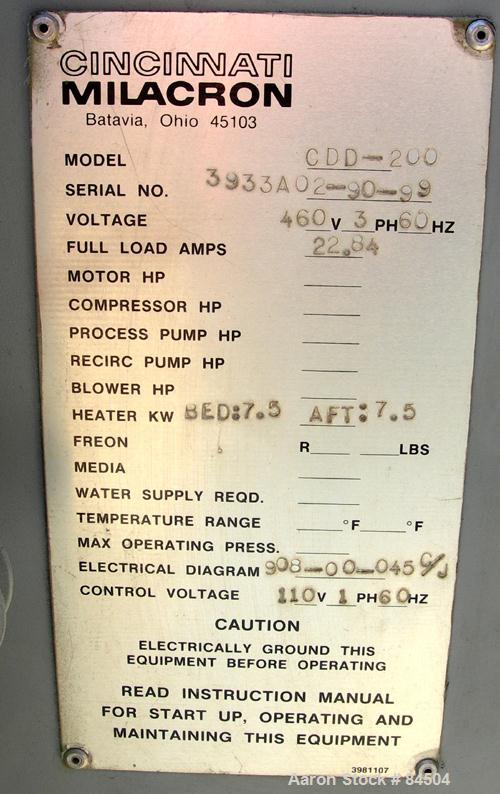 CINCINNATI
MILACRON
Batavia, Ohio 45103
MODEL CDD-200
SERIAL NO. 3933A02-90-99
VOLTAGE 460 V 3 PH 60 HZ
FULL LOAD AMPS 22.84
MOTOR HP
COMPRESSOR HP
PROCESS PUMP HP
RECIRC PUMP HP
BLOWER HP
HEATER KW BED:7.5 AFT:7.5
FREON R LBS
MEDIA
WATER SUPPLY REQD.
TEMPERATURE RANGE °F °F
MAX OPERATING PRESS.
ELECTRICAL DIAGRAM 908-00-045 C/J
CONTROL VOLTAGE 110 V 1 PH 60 HZ
CAUTION
ELECTRICALLY GROUND THIS
EQUIPMENT BEFORE OPERATING
READ INSTRUCTION MANUAL
FOR START UP, OPERATING AND
MAINTAINING THIS EQUIPMENT
3981107
Aaron Stock # 84504